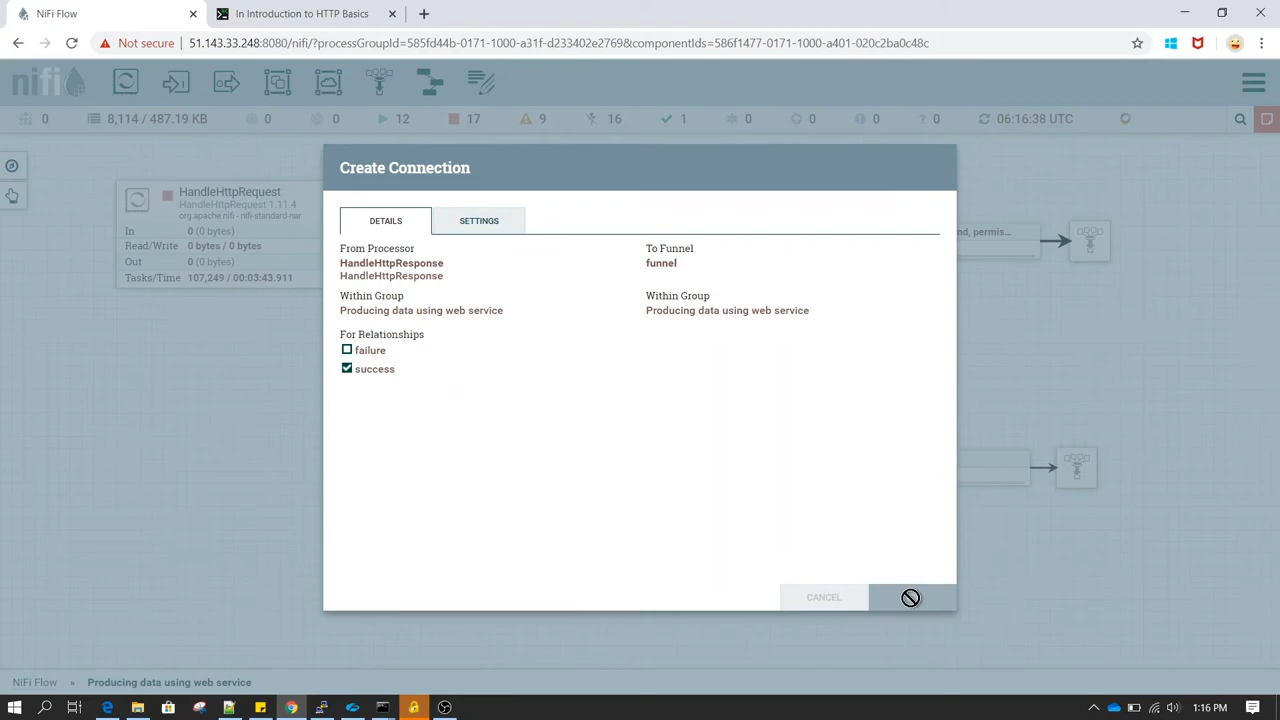 NiFi Flow
In Introduction to HTTP Basics
Not secure
51.143.33.248:8080/nifi/?processGroupId=585fd44b-0171-1000-a31f-d233402e2769&componentIds=586f1477-0171-1000-a401-020c2ba0c48c
nifi
0
8,114 / 487.19 KB
0
0
12
17
9
16
1
0
0
0
0
06:16:38 UTC
HandleHttpRequest
HandleHttpRequest 1.11.4
org.apache.nifi - nifi-standard-nar
In 0 (0 bytes)
Read/Write 0 bytes / 0 bytes
Out 0 (0 bytes)
Tasks/Time 107,249 / 00:03:43.911
Create Connection
DETAILS
SETTINGS
From Processor
HandleHttpResponse
HandleHttpResponse
Within Group
Producing data using web service
For Relationships
failure
success
To Funnel
funnel
Within Group
Producing data using web service
nd, permis...
CANCEL
NiFi Flow » Producing data using web service
1:16 PM